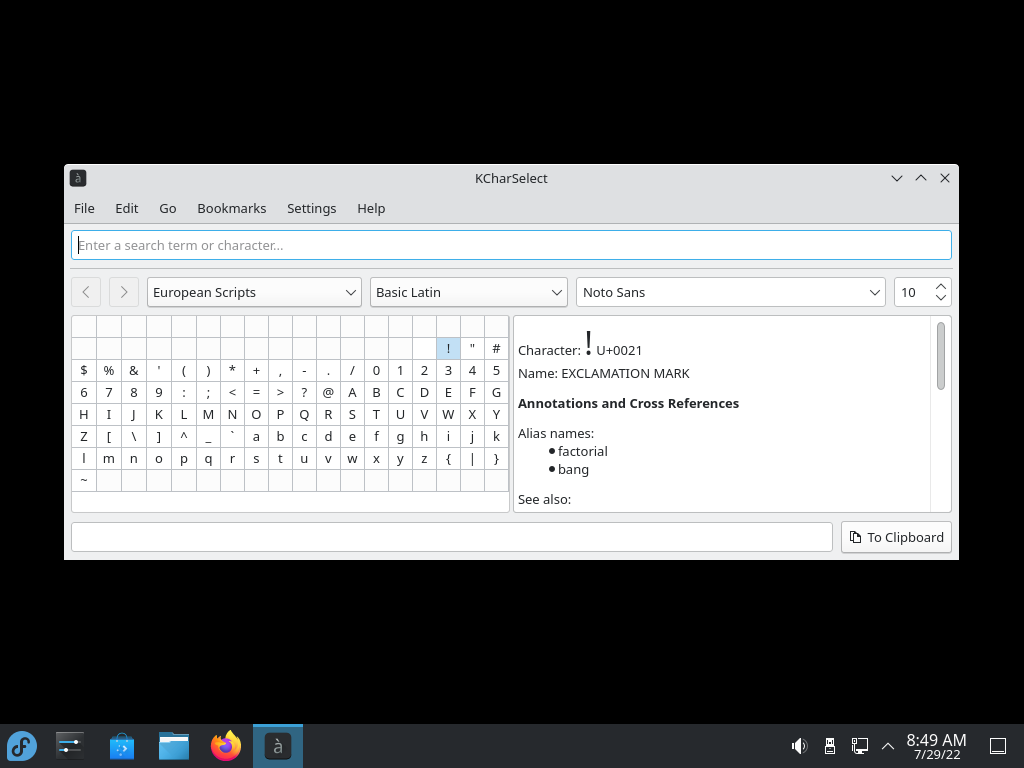 à KCharSelect
File Edit Go Bookmarks Settings Help
Enter a search term or character...
European Scripts Basic Latin Noto Sans 10
! " #
$ % & ' ( ) * + , - . / 0 1 2 3 4 5
6 7 8 9 : ; < = > ? @ A B C D E F G
H I J K L M N O P Q R S T U V W X Y
Z [ \ ] ^ _ ` a b c d e f g h i j k
l m n o p q r s t u v w x y z { | }
~
Character: ! U+0021
Name: EXCLAMATION MARK
Annotations and Cross References
Alias names:
factorial
bang
See also:
To Clipboard
à
8:49 AM
7/29/22